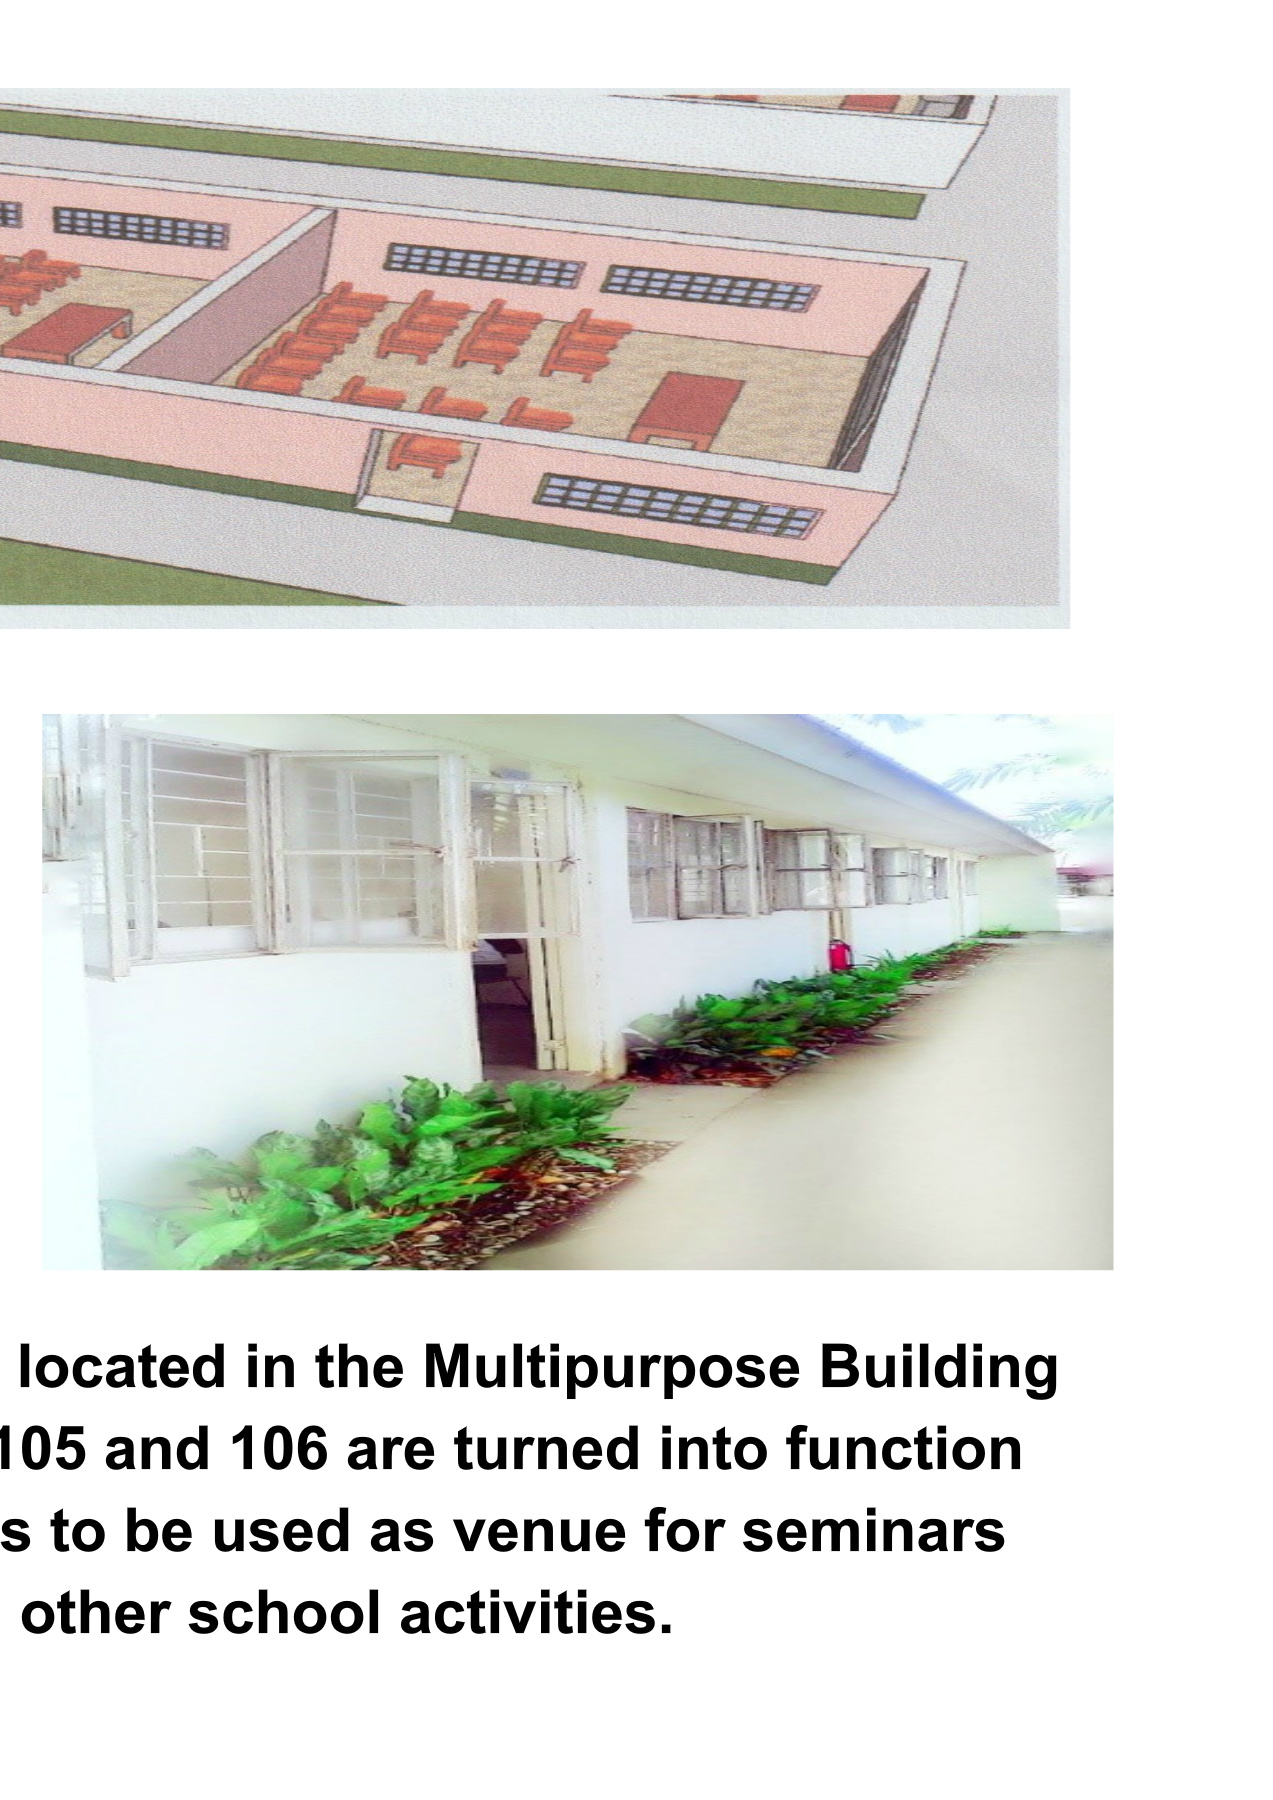 located in the Multipurpose Building
105 and 106 are turned into function
s to be used as venue for seminars
other school activities.